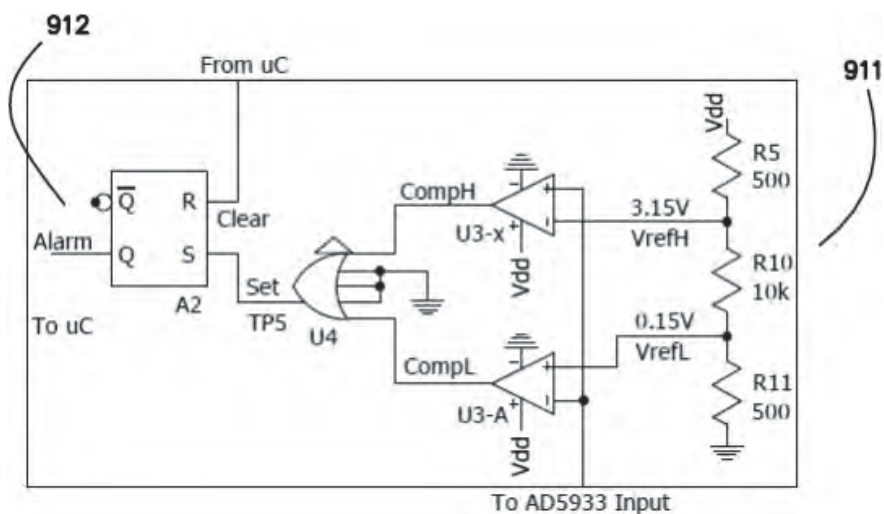 912
From uC
911
Vdd
R5
500
Q
R
Clear
CompH
U3-x
3.15V
VrefH
Alarm
Q
S
A2
Set
TP5
U4
Vdd
R10
10k
To uC
CompL
U3-A
0.15V
VrefL
R11
500
Vdd
To AD5933 Input